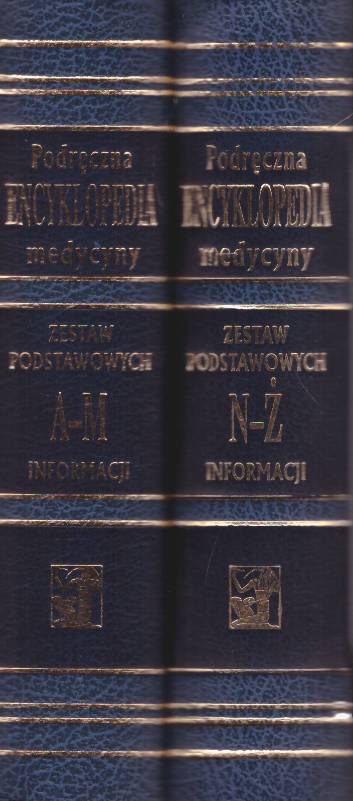 Podręczna
ENCYKLOPEDIA
medycyny
ZESTAW
PODSTAWOWYCH
A-M
INFORMACJI
Podręczna
ENCYKLOPEDIA
medycyny
ZESTAW
PODSTAWOWYCH
N-Ż
INFORMACJI